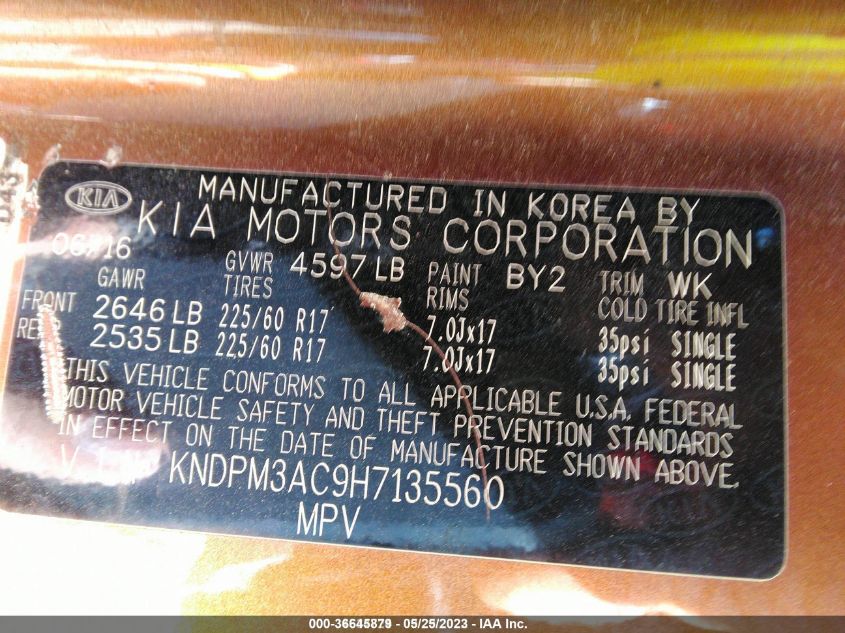 KIA
MANUFACTURED IN KOREA BY
KIA MOTORS CORPORATION
06/16 GVWR 4597 LB PAINT BY2 TRIM WK
GAWR TIRES RIMS COLD TIRE INFL
FRONT 2646 LB 225/60 R17 7.0Jx17 35psi SINGLE
2535 LB 225/60 R17 7.0Jx17 35psi SINGLE
THIS VEHICLE CONFORMS TO ALL APPLICABLE U.S.A. FEDERAL
MOTOR VEHICLE SAFETY AND THEFT PREVENTION STANDARDS
IN EFFECT ON THE DATE OF MANUFACTURE SHOWN ABOVE.
KNDPM3AC9H7135560
MPV
000-36645879 - 05/25/2023 - IAA Inc.